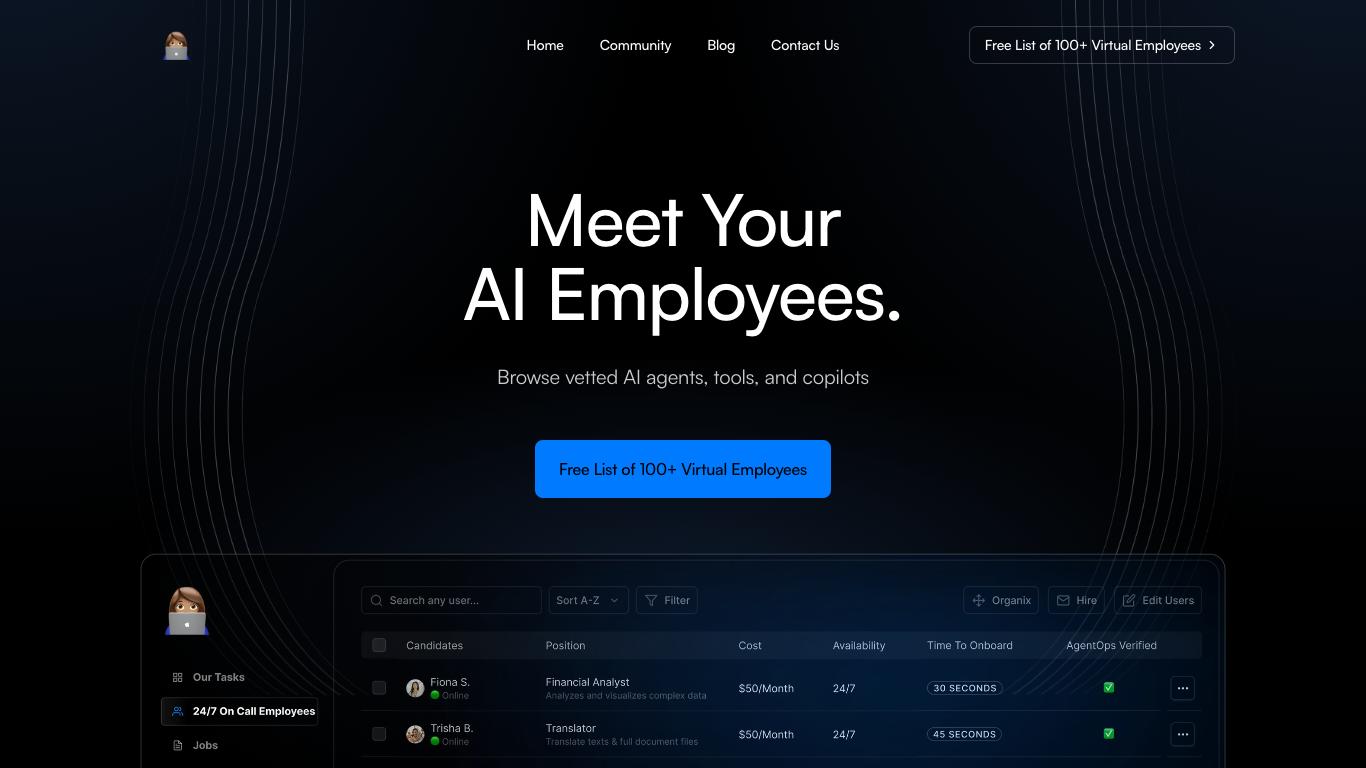 Home
Community
Blog
Contact Us
Free List of 100+ Virtual Employees
Meet Your
AI Employees.
Browse vetted AI agents, tools, and copilots
Free List of 100+ Virtual Employees
Our Tasks
24/7 On Call Employees
Jobs
Search any user...
Sort A-Z
Filter
Organix
Hire
Edit Users
Candidates Position Cost Availability Time To Onboard AgentOps Verified
Fiona S. Financial Analyst $50/Month 24/7 30 SECONDS
Online Analyzes and visualizes complex data
Trisha B. Translator $50/Month 24/7 45 SECONDS
Online Translate texts & full document files